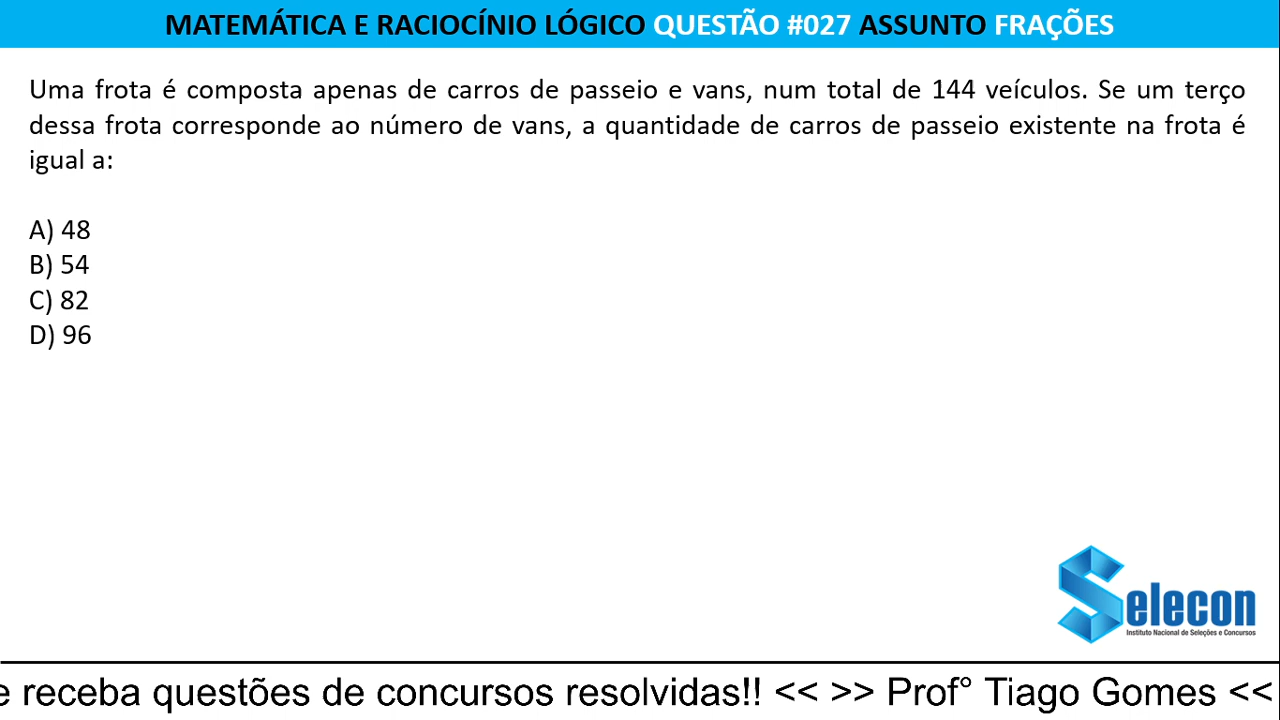 MATEMÁTICA E RACIOCÍNIO LÓGICO QUESTÃO #027 ASSUNTO FRAÇÕES
Uma frota é composta apenas de carros de passeio e vans, num total de 144 veículos. Se um terço
dessa frota corresponde ao número de vans, a quantidade de carros de passeio existente na frota é
igual a:
A) 48
B) 54
C) 82
D) 96
Selecon
Instituto Nacional de Seleções e Concursos
e receba questões de concursos resolvidas!! << >> Prof° Tiago Gomes <<